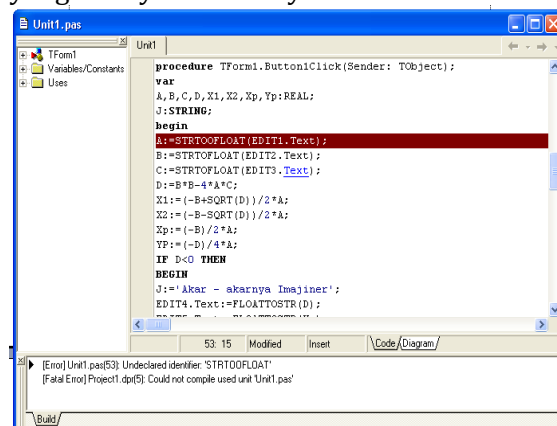 Unit1.pas
TForm1
Variables/Constants
Uses
Unit1
procedure TForm1.Button1Click(Sender: TObject);
var
A,B,C,D,X1,X2,Xp,Yp:REAL;
J:STRING;
begin
A:=STRTOOFLOAT(EDIT1.Text);
B:=STRTOFLOAT(EDIT2.Text);
C:=STRTOFLOAT(EDIT3.Text);
D:=B*B-4*A*C;
X1:=(-B+SQRT(D))/2*A;
X2:=(-B-SQRT(D))/2*A;
Xp:=(-B)/2*A;
YP:=(-D)/4*A;
IF D<0 THEN
BEGIN
J:='Akar - akarnya Imajiner';
EDIT4.Text:=FLOATTOSTR(D);
53: 15 Modified Insert Code Diagram
[Error] Unit1.pas(53): Undeclared identifier: 'STRTOOFLOAT'
[Fatal Error] Project1.dpr(5): Could not compile used unit 'Unit1.pas'
Build